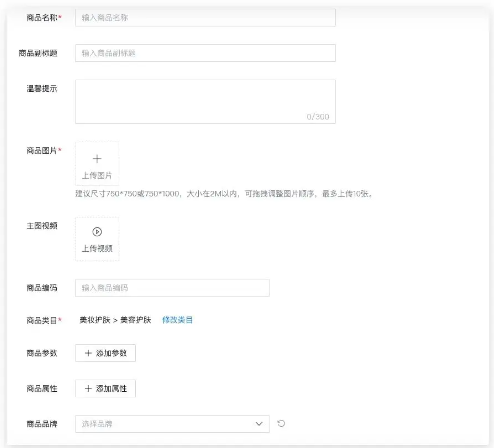 商品名称* 输入商品名称
商品副标题 输入商品副标题
温馨提示
0/300
商品图片*
上传图片
建议尺寸750*750或750*1000，大小在2M以内，可拖拽调整图片顺序，最多上传10张。
主图视频
上传视频
商品编码 输入商品编码
商品类目* 美妆护肤 > 美容护肤 修改类目
商品参数 + 添加参数
商品属性 + 添加属性
商品品牌 选择品牌